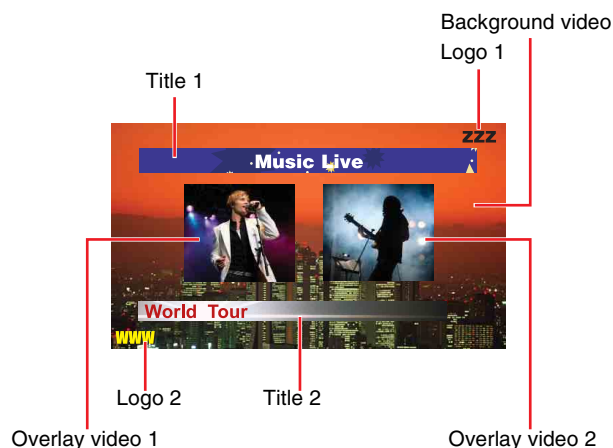 Background video
Logo 1
Title 1
zzz
Music Live
World Tour
www
Logo 2
Title 2
Overlay video 1
Overlay video 2